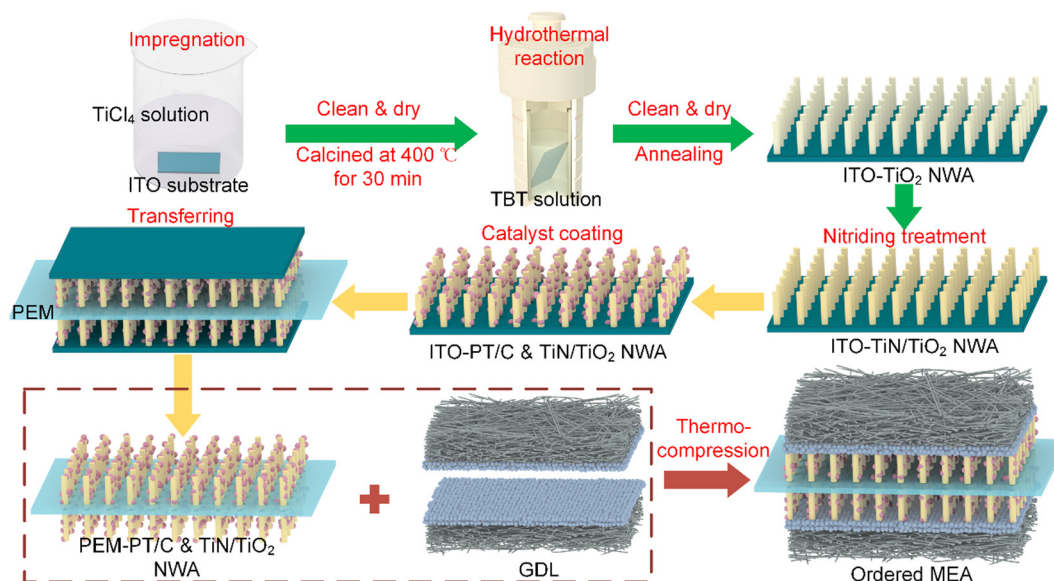 Impregnation
TiCl₄ solution
ITO substrate
Clean & dry
Calcined at 400 ℃
for 30 min
Hydrothermal
reaction
TBT solution
Clean & dry
Annealing
ITO-TiO₂ NWA
Nitriding treatment
ITO-TiN/TiO₂ NWA
Catalyst coating
ITO-PT/C & TiN/TiO₂ NWA
Transferring
PEM
PEM-PT/C & TiN/TiO₂
NWA
GDL
Thermo-
compression
Ordered MEA